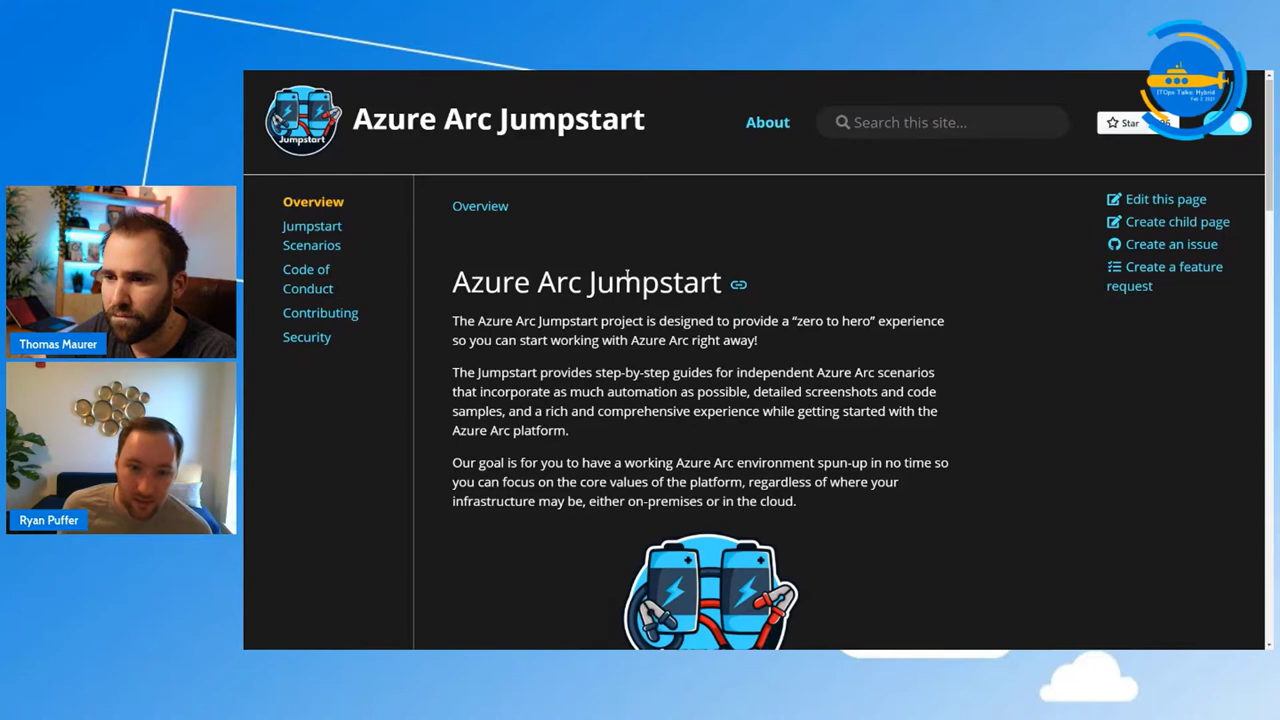 Jumpstart
Azure Arc Jumpstart
About
Search this site...
Star
ITOps Talks: Hybrid
Feb 2, 2021
Overview
Jumpstart
Scenarios
Code of
Conduct
Contributing
Security
Overview
Azure Arc Jumpstart
The Azure Arc Jumpstart project is designed to provide a “zero to hero” experience
so you can start working with Azure Arc right away!
The Jumpstart provides step-by-step guides for independent Azure Arc scenarios
that incorporate as much automation as possible, detailed screenshots and code
samples, and a rich and comprehensive experience while getting started with the
Azure Arc platform.
Our goal is for you to have a working Azure Arc environment spun-up in no time so
you can focus on the core values of the platform, regardless of where your
infrastructure may be, either on-premises or in the cloud.
Edit this page
Create child page
Create an issue
Create a feature
request
Thomas Maurer
Ryan Puffer